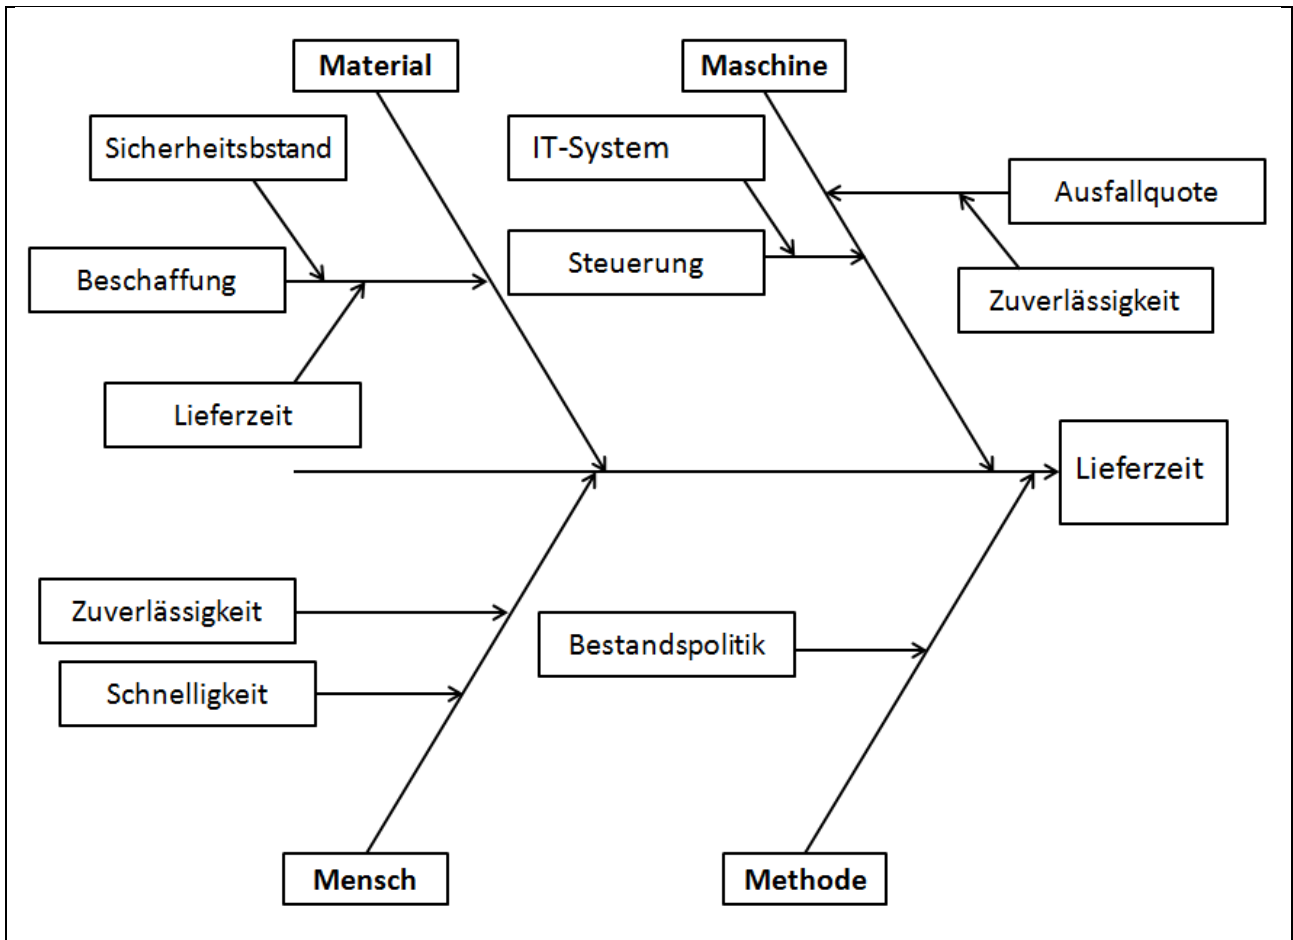 Material
Maschine
Sicherheitsbstand
IT-System
Ausfallquote
Beschaffung
Steuerung
Zuverlässigkeit
Lieferzeit
Lieferzeit
Zuverlässigkeit
Bestandspolitik
Schnelligkeit
Mensch
Methode